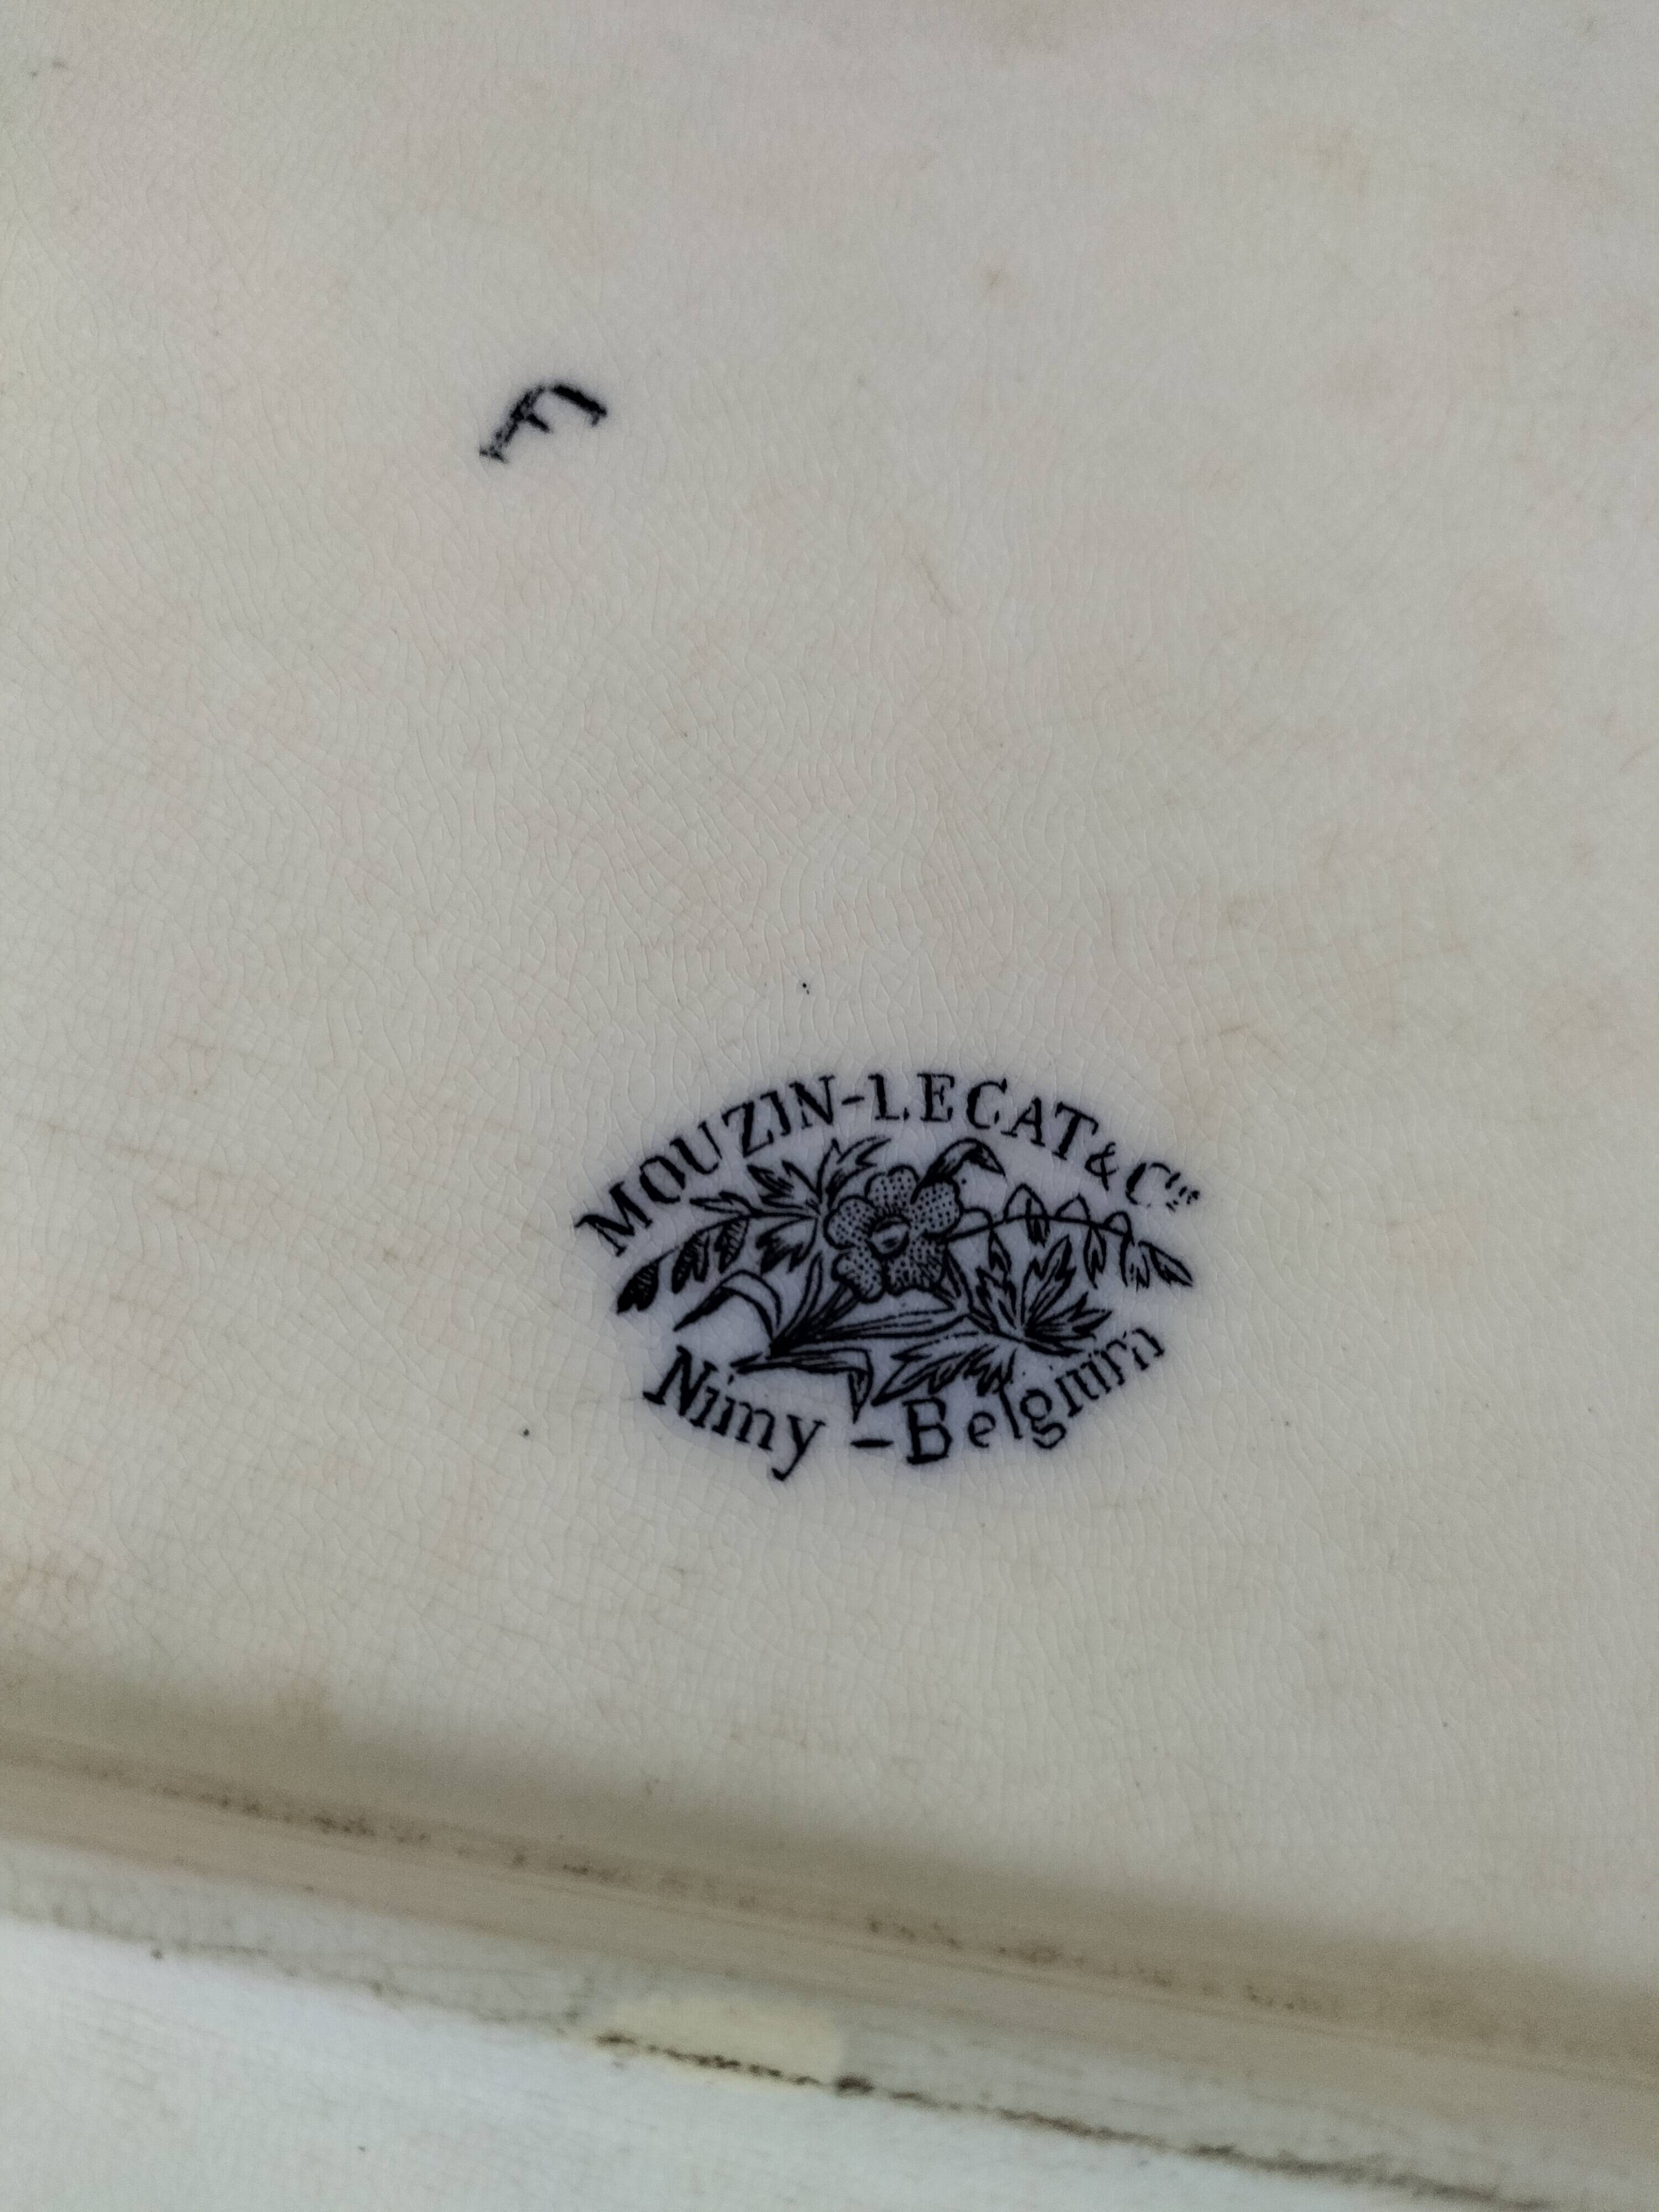 F
MOUZIN-LECAT & Cie
Nimy - Belgium